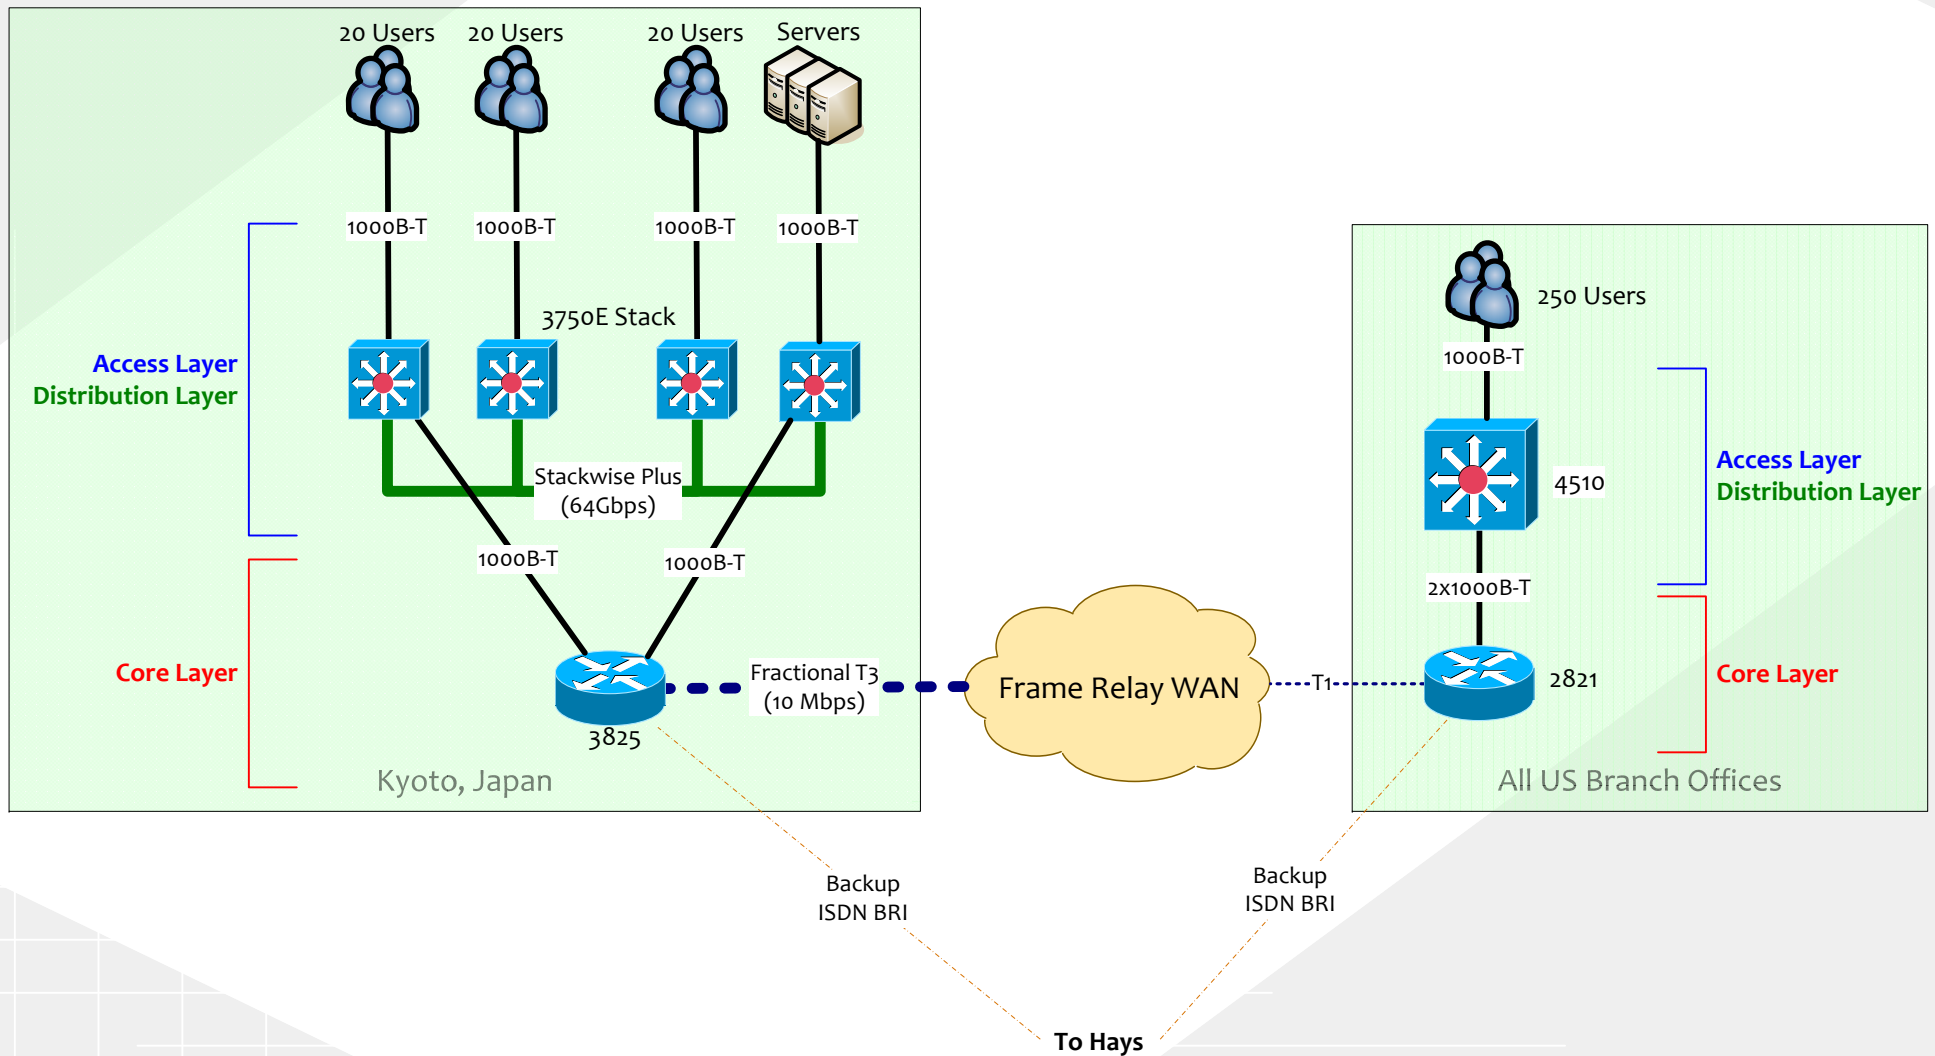 20 Users
20 Users
20 Users
Servers
1000B-T
1000B-T
1000B-T
1000B-T
3750E Stack
Access Layer
Distribution Layer
Stackwise Plus
(64Gbps)
1000B-T
1000B-T
Core Layer
3825
Kyoto, Japan
Fractional T3
(10 Mbps)
Frame Relay WAN
T1
250 Users
1000B-T
4510
Access Layer
Distribution Layer
2x1000B-T
2821
Core Layer
All US Branch Offices
Backup
ISDN BRI
Backup
ISDN BRI
To Hays